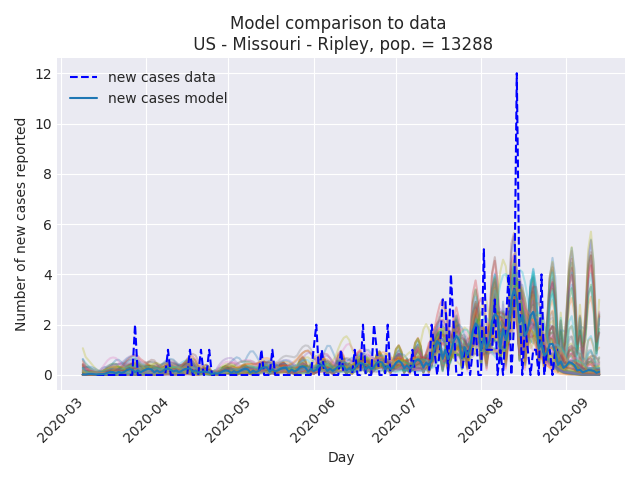 Model comparison to data
US - Missouri - Ripley, pop. = 13288
new cases data
new cases model
Number of new cases reported
12
10
8
6
4
2
0
2020-03
2020-04
2020-05
2020-06
2020-07
2020-08
2020-09
Day